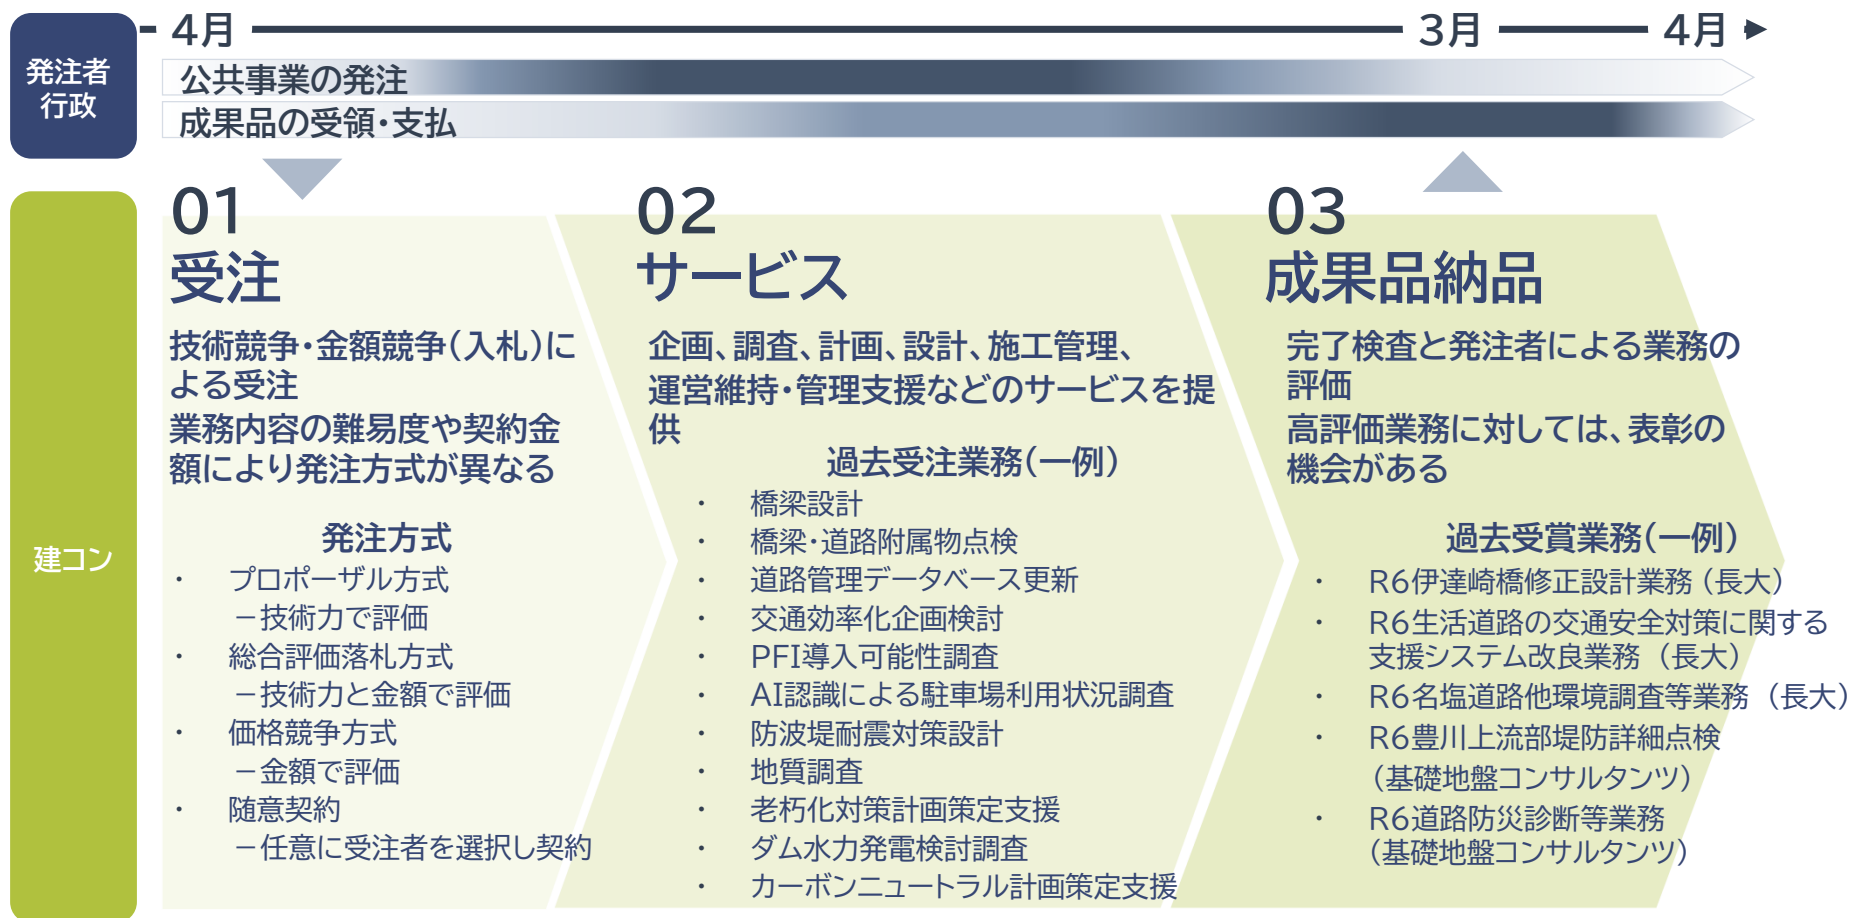 発注者
行政
4月
3月
4月
公共事業の発注
成果品の受領・支払
建コン
01
受注
技術競争・金額競争(入札)に
よる受注
業務内容の難易度や契約金
額により発注方式が異なる
発注方式
・ プロポーザル方式
－技術力で評価
・ 総合評価落札方式
－技術力と金額で評価
・ 価格競争方式
－金額で評価
・ 随意契約
－任意に受注者を選択し契約
02
サービス
企画、調査、計画、設計、施工管理、
運営維持・管理支援などのサービスを提
供
過去受注業務(一例)
・ 橋梁設計
・ 橋梁・道路附属物点検
・ 道路管理データベース更新
・ 交通効率化企画検討
・ PFI導入可能性調査
・ AI認識による駐車場利用状況調査
・ 防波堤耐震対策設計
・ 地質調査
・ 老朽化対策計画策定支援
・ ダム水力発電検討調査
・ カーボンニュートラル計画策定支援
03
成果品納品
完了検査と発注者による業務の
評価
高評価業務に対しては、表彰の
機会がある
過去受賞業務(一例)
・ R6伊達崎橋修正設計業務(長大)
・ R6生活道路の交通安全対策に関する
支援システム改良業務 (長大)
・ R6名塩道路他環境調査等業務 (長大)
・ R6豊川上流部堤防詳細点検
(基礎地盤コンサルタンツ)
・ R6道路防災診断等業務
(基礎地盤コンサルタンツ)